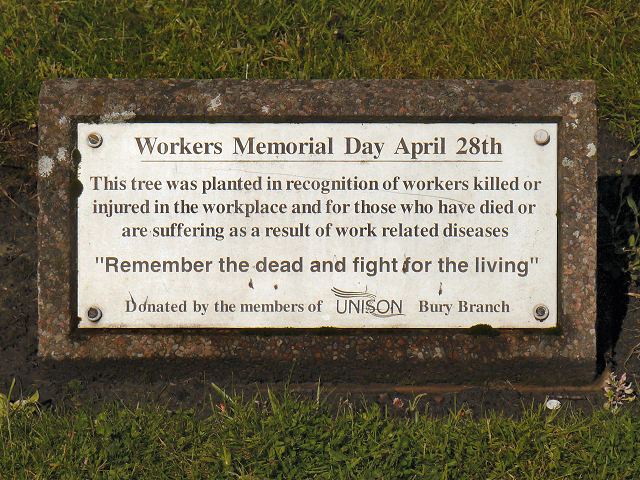 Workers Memorial Day April 28th
This tree was planted in recognition of workers killed or
injured in the workplace and for those who have died or
are suffering as a result of work related diseases
"Remember the dead and fight for the living"
Donated by the members of UNISON Bury Branch